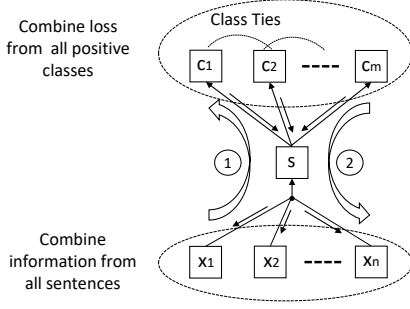 Combine loss
from all positive
classes
Class Ties
C1 C2 Cm
1 S 2
Combine
information from
all sentences
X1 X2 Xn